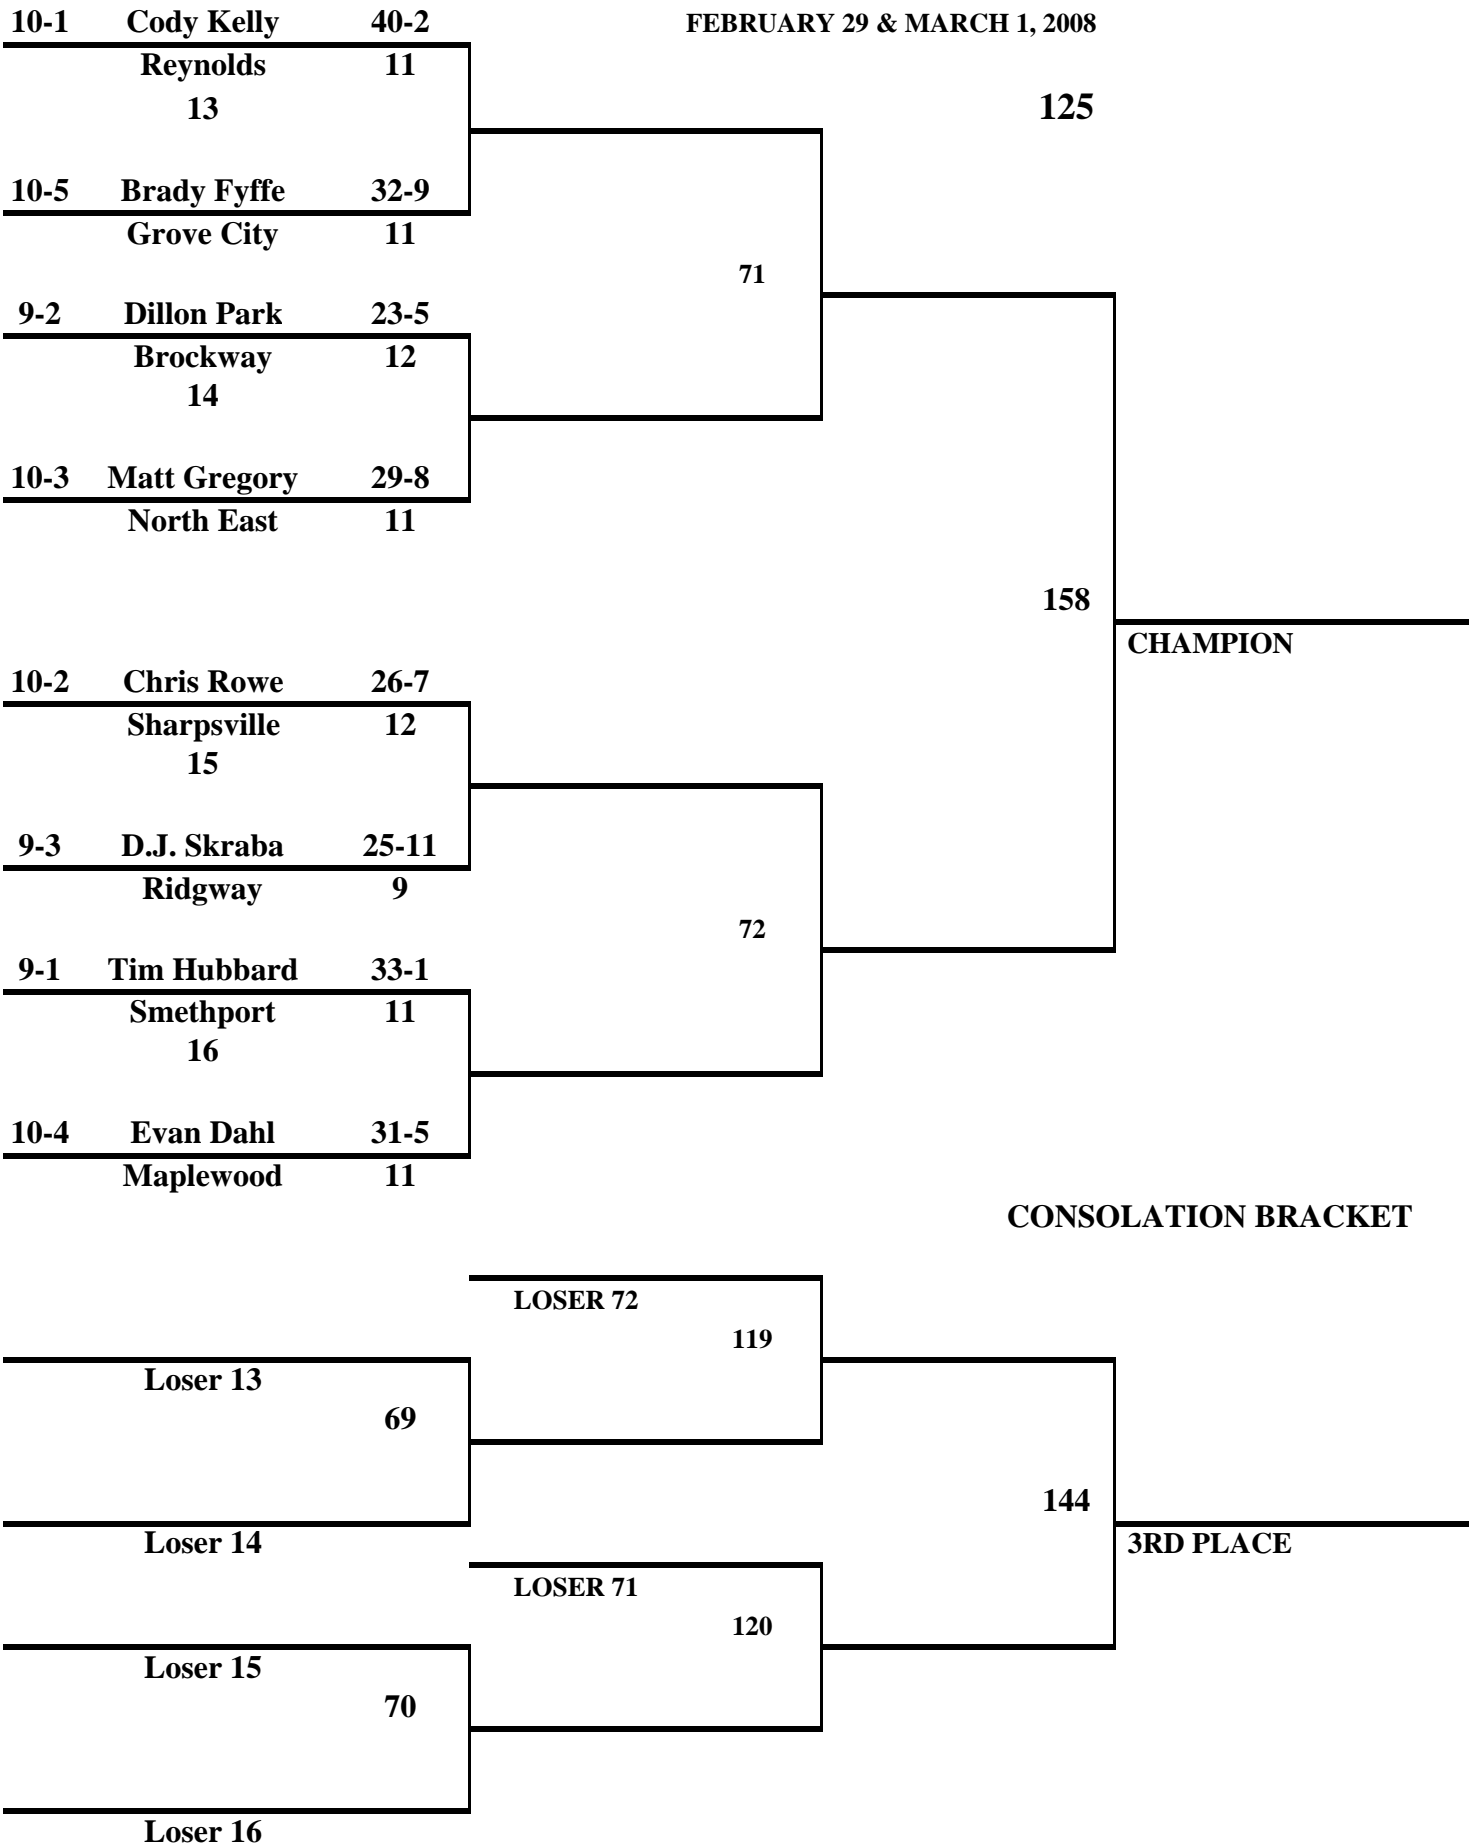 10-1 Cody Kelly 40-2 FEBRUARY 29 & MARCH 1, 2008
Reynolds 11
13 125
10-5 Brady Fyffe 32-9
Grove City 11
71
9-2 Dillon Park 23-5
Brockway 12
14
10-3 Matt Gregory 29-8
North East 11
158
CHAMPION
10-2 Chris Rowe 26-7
Sharpsville 12
15
9-3 D.J. Skraba 25-11
Ridgway 9
72
9-1 Tim Hubbard 33-1
Smethport 11
16
10-4 Evan Dahl 31-5
Maplewood 11
CONSOLATION BRACKET
LOSER 72
119
Loser 13
69
144
Loser 14 3RD PLACE
LOSER 71
120
Loser 15
70
Loser 16